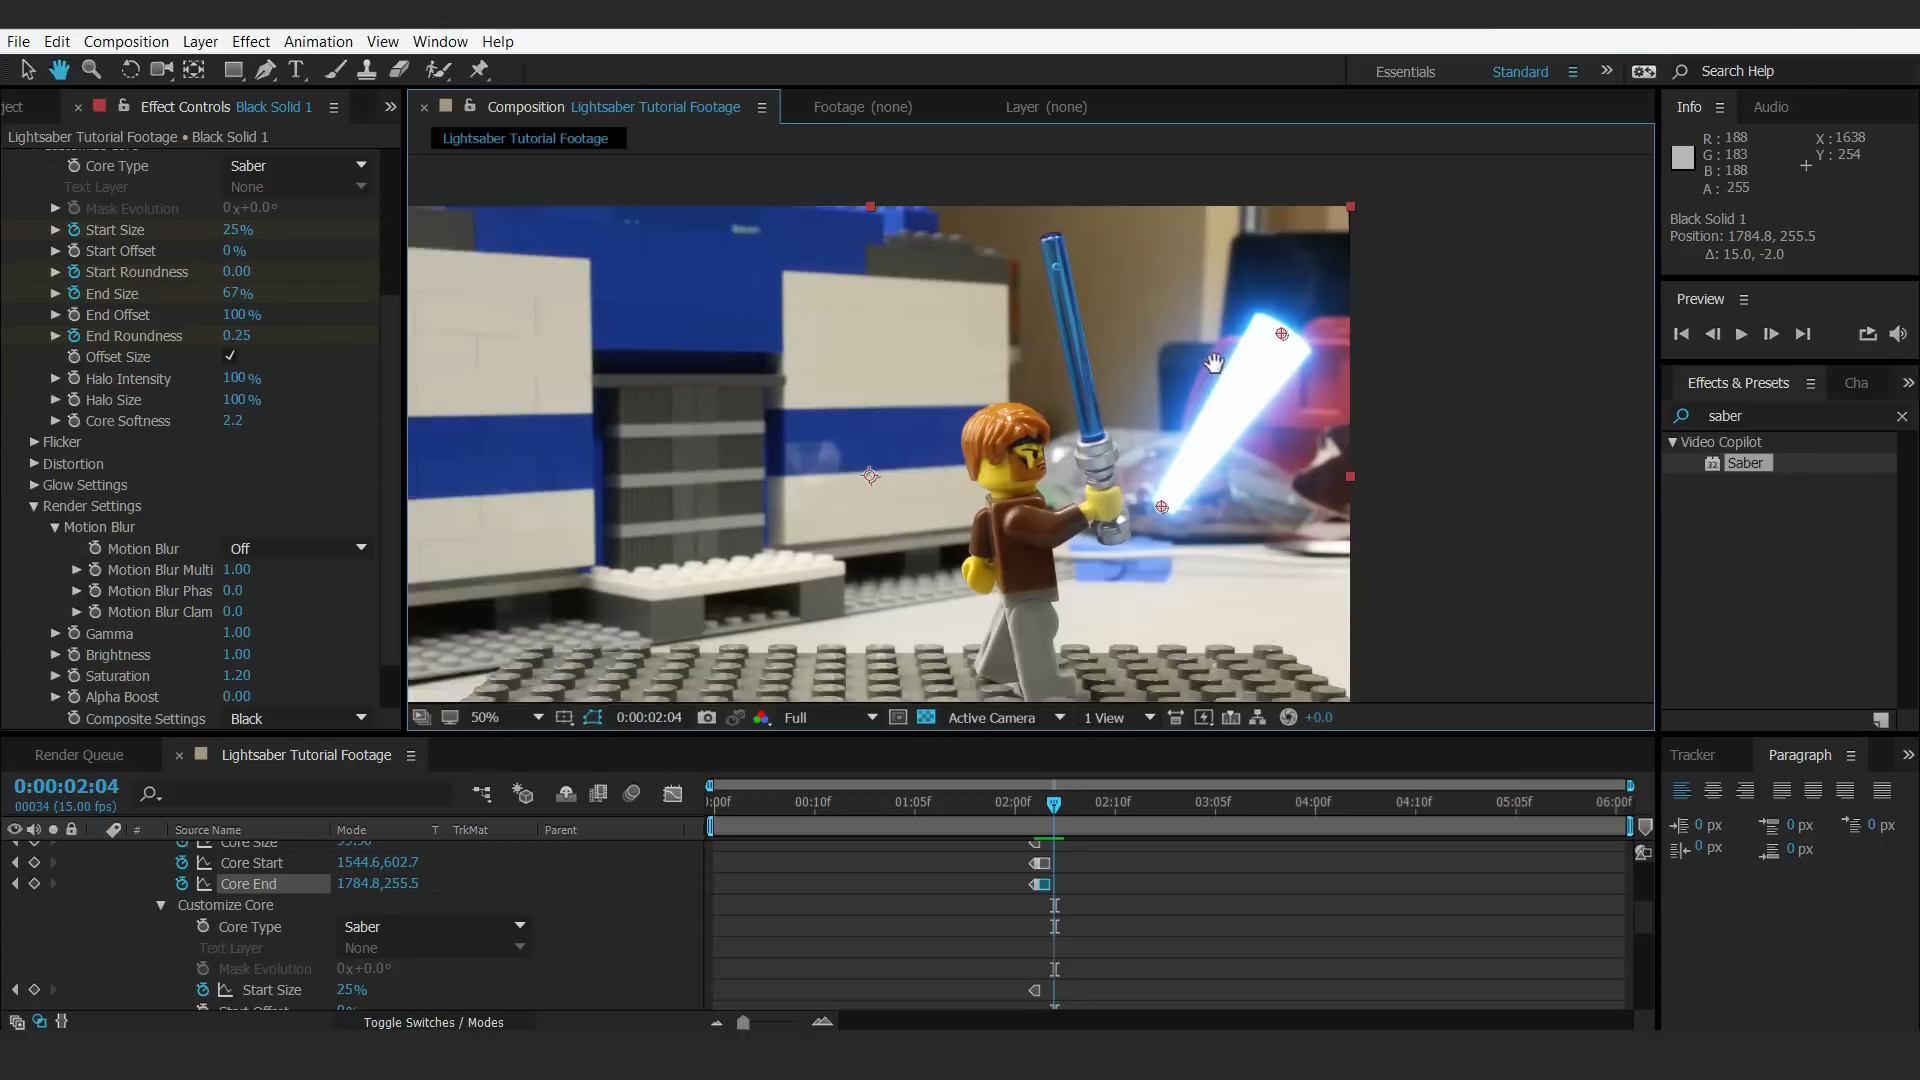 File Edit Composition Layer Effect Animation View Window Help
Essentials Standard Search Help
ject Effect Controls Black Solid 1
Composition Lightsaber Tutorial Footage Footage (none) Layer (none)
Info Audio
Lightsaber Tutorial Footage • Black Solid 1
Lightsaber Tutorial Footage
R : 188 X : 1638
G : 183 Y : 254
B : 188
A : 255
Core Type Saber
Text Layer None
Mask Evolution 0x+0.0°
Start Size 25%
Start Offset 0%
Start Roundness 0.00
End Size 67%
End Offset 100%
End Roundness 0.25
Offset Size
Halo Intensity 100%
Halo Size 100%
Core Softness 2.2
Flicker
Distortion
Glow Settings
Render Settings
Motion Blur
Motion Blur Off
Motion Blur Multi 1.00
Motion Blur Phas 0.0
Motion Blur Clam 0.0
Gamma 1.00
Brightness 1.00
Saturation 1.20
Alpha Boost 0.00
Composite Settings Black
Black Solid 1
Position: 1784.8, 255.5
Δ: 15.0, -2.0
Preview
Effects & Presets Cha
saber
Video Copilot
32 Saber
50% 0:00:02:04 Full Active Camera 1 View +0.0
Render Queue Lightsaber Tutorial Footage
Tracker Paragraph
0:00:02:04
00034 (15.00 fps)
:00f 00:10f 01:05f 02:00f 02:10f 03:05f 04:00f 04:10f 05:05f 06:00f
# Source Name Mode T TrkMat Parent
0 px 0 px 0 px
0 px 0 px
Core Size
Core Start 1544.6,602.7
Core End 1784.8,255.5
Customize Core
Core Type Saber
Text Layer None
Mask Evolution 0x+0.0°
Start Size 25%
Start Offset 0%
Toggle Switches / Modes